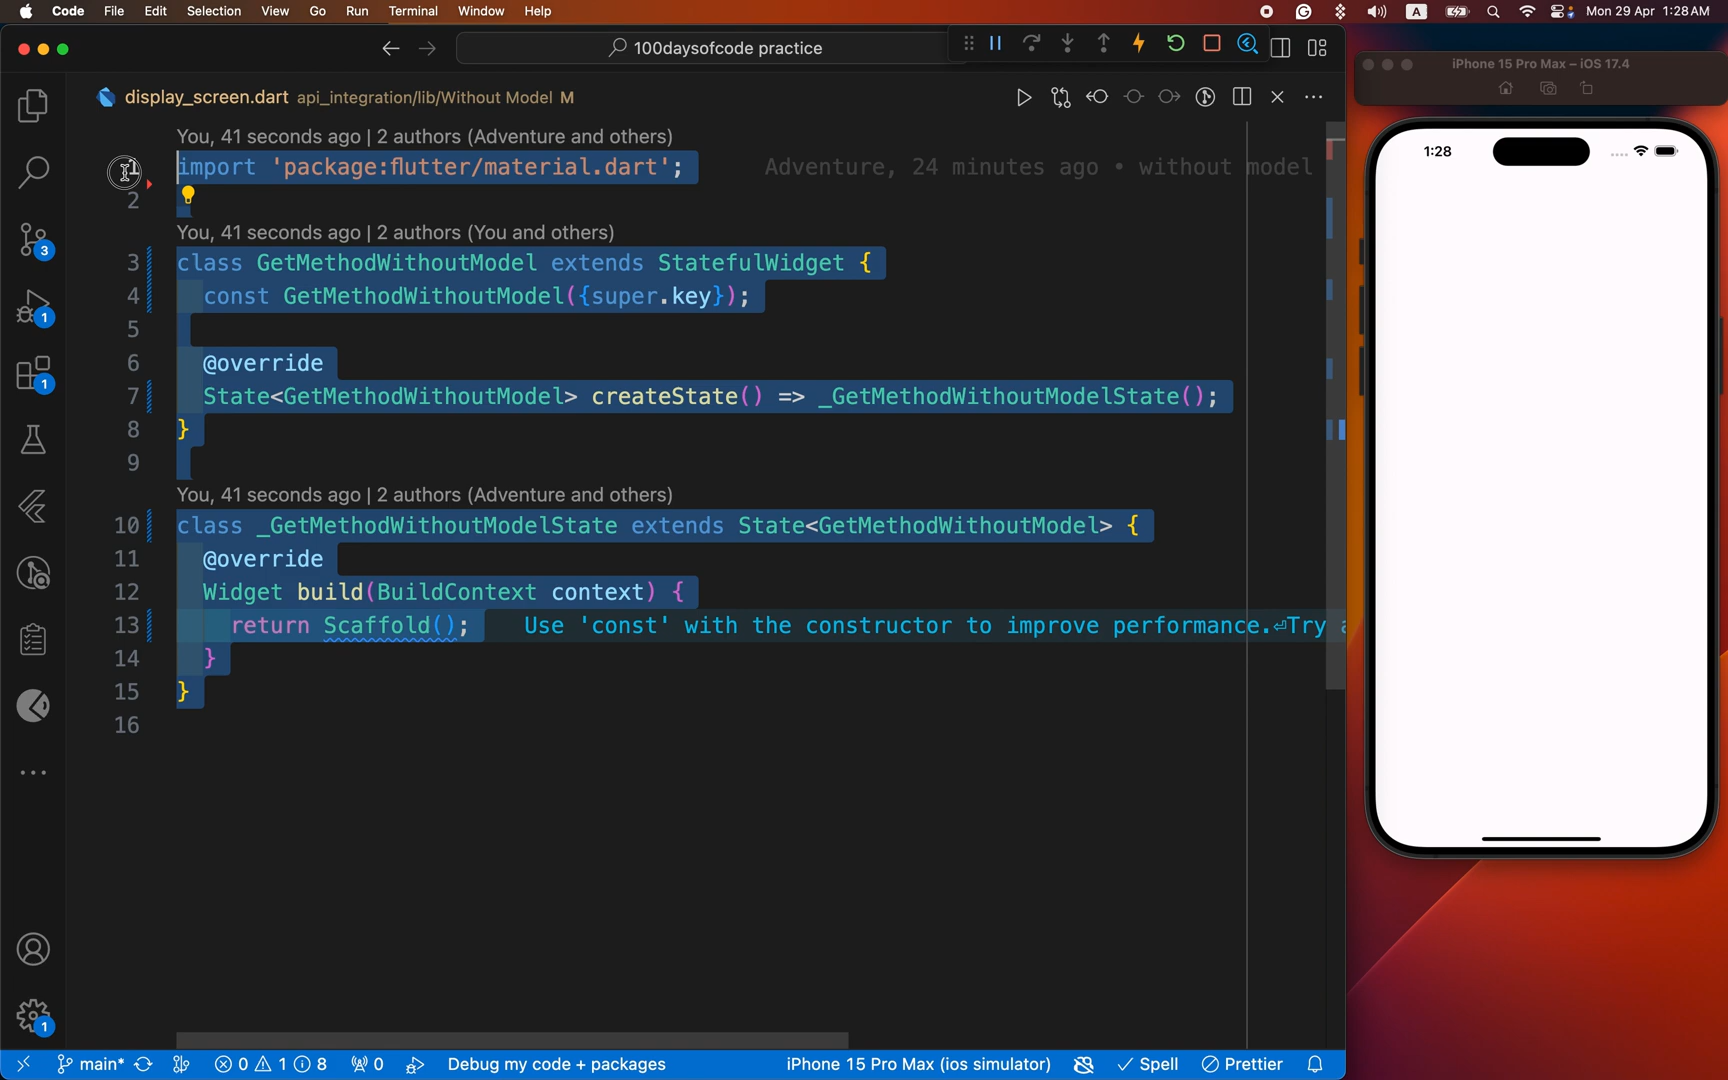 Code File Edit Selection View Go Run Terminal Window Help A Mon 29 Apr 1:28 AM
100daysofcode practice
iPhone 15 Pro Max – iOS 17.4
display_screen.dart api_integration/lib/Without Model M
You, 41 seconds ago | 2 authors (Adventure and others)
1 import 'package:flutter/material.dart'; Adventure, 24 minutes ago • without model
2
You, 41 seconds ago | 2 authors (You and others)
3 class GetMethodWithoutModel extends StatefulWidget {
4 const GetMethodWithoutModel({super.key});
5
6 @override
7 State<GetMethodWithoutModel> createState() => _GetMethodWithoutModelState();
8 }
9
You, 41 seconds ago | 2 authors (Adventure and others)
10 class _GetMethodWithoutModelState extends State<GetMethodWithoutModel> {
11 @override
12 Widget build(BuildContext context) {
13 return Scaffold(); Use 'const' with the constructor to improve performance.⏎Try a
14 }
15 }
16
3
1
1
1
1:28
main* 0 1 8 0 Debug my code + packages iPhone 15 Pro Max (ios simulator) Spell Prettier